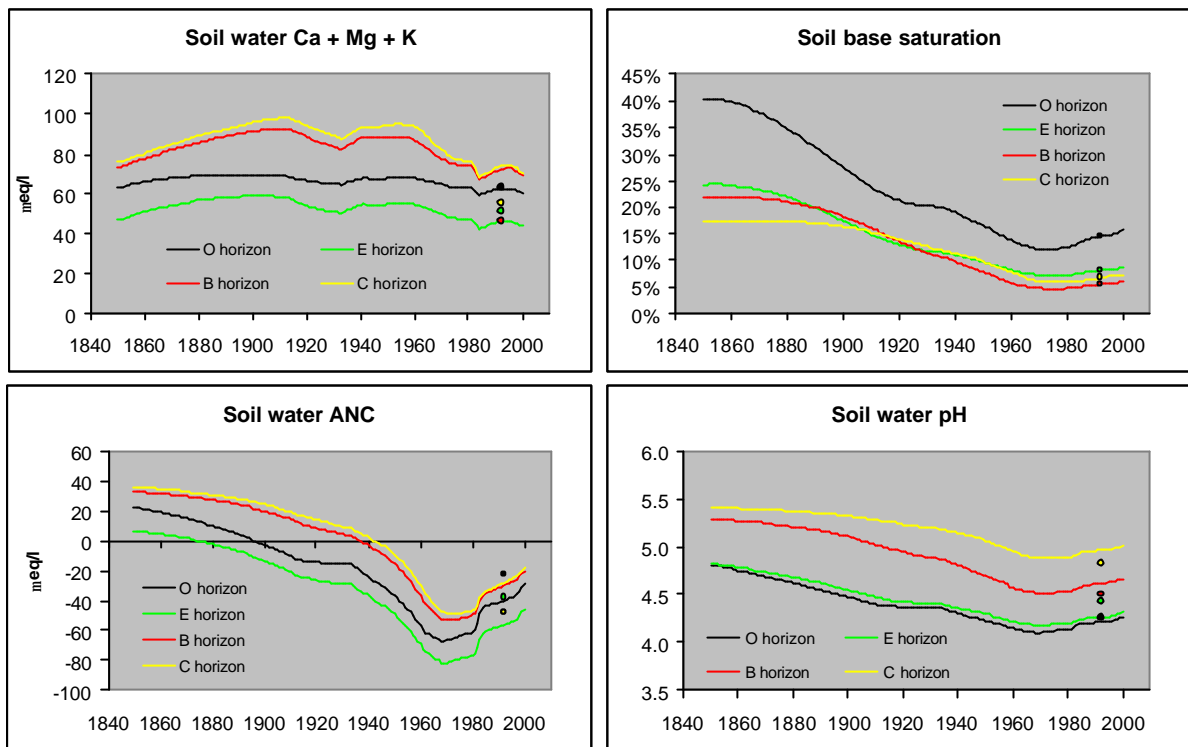 Soil water Ca + Mg + K
meq/l
120
100
80
60
40
20
0
O horizon E horizon
B horizon C horizon
1840 1860 1880 1900 1920 1940 1960 1980 2000
Soil base saturation
45%
40%
35%
30%
25%
20%
15%
10%
5%
0%
O horizon
E horizon
B horizon
C horizon
1840 1860 1880 1900 1920 1940 1960 1980 2000
Soil water ANC
meq/l
60
40
20
0
-20
-40
-60
-80
-100
O horizon
E horizon
B horizon
C horizon
1840 1860 1880 1900 1920 1940 1960 1980 2000
Soil water pH
6.0
5.5
5.0
4.5
4.0
3.5
O horizon E horizon
B horizon C horizon
1840 1860 1880 1900 1920 1940 1960 1980 2000